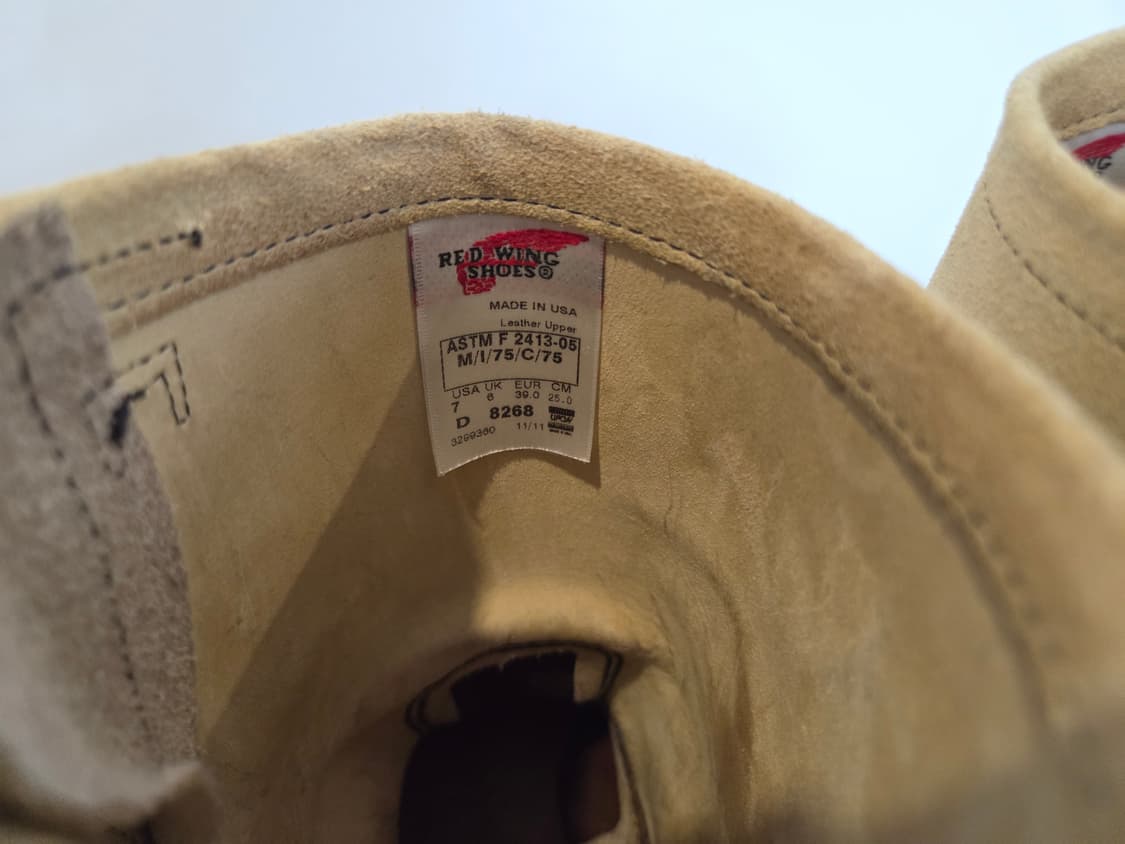 RED WING
SHOES®
MADE IN USA
Leather Upper
ASTM F 2413-05
M/I/75/C/75
USA UK EUR CM
7 6 39.0 25.0
D 8268
3299360 11/11
NG